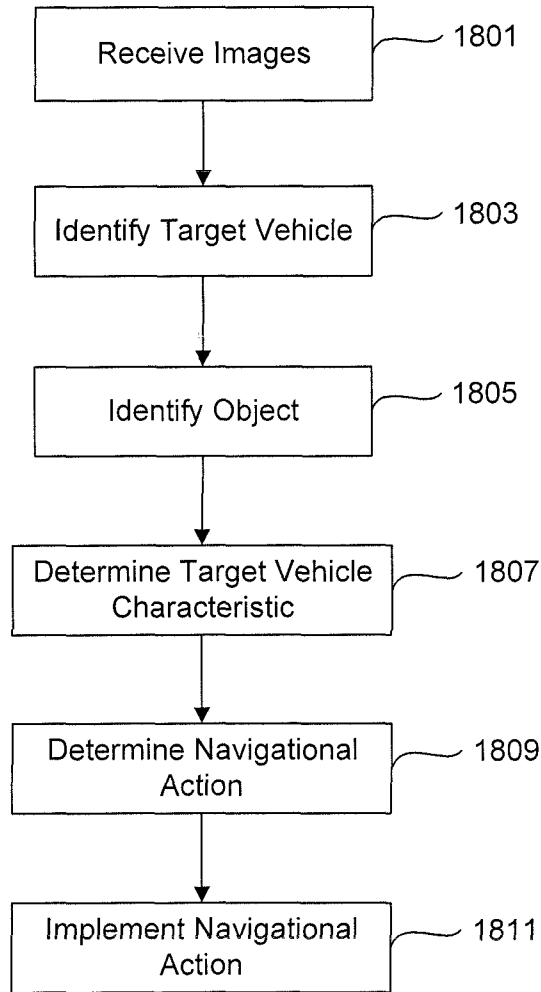 Receive Images
1801
Identify Target Vehicle
1803
Identify Object
1805
Determine Target Vehicle
Characteristic
1807
Determine Navigational
Action
1809
Implement Navigational
Action
1811